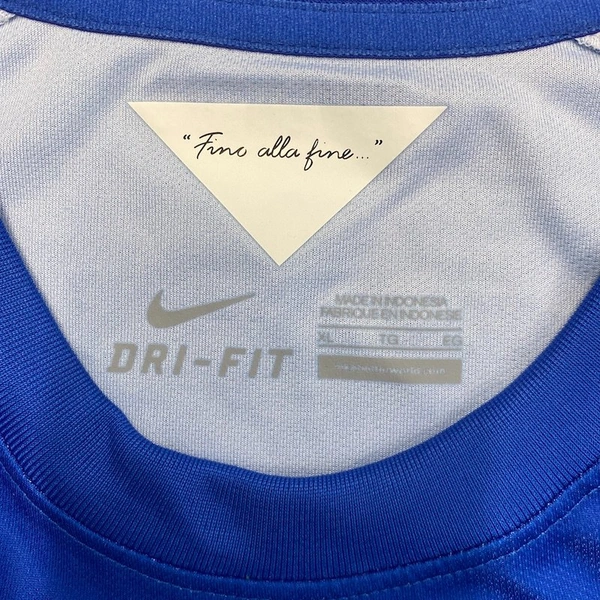 “Fino alla fine...”
DRI-FIT
MADE IN INDONESIA
FABRIQUE EN INDONESIE
XL TG EG